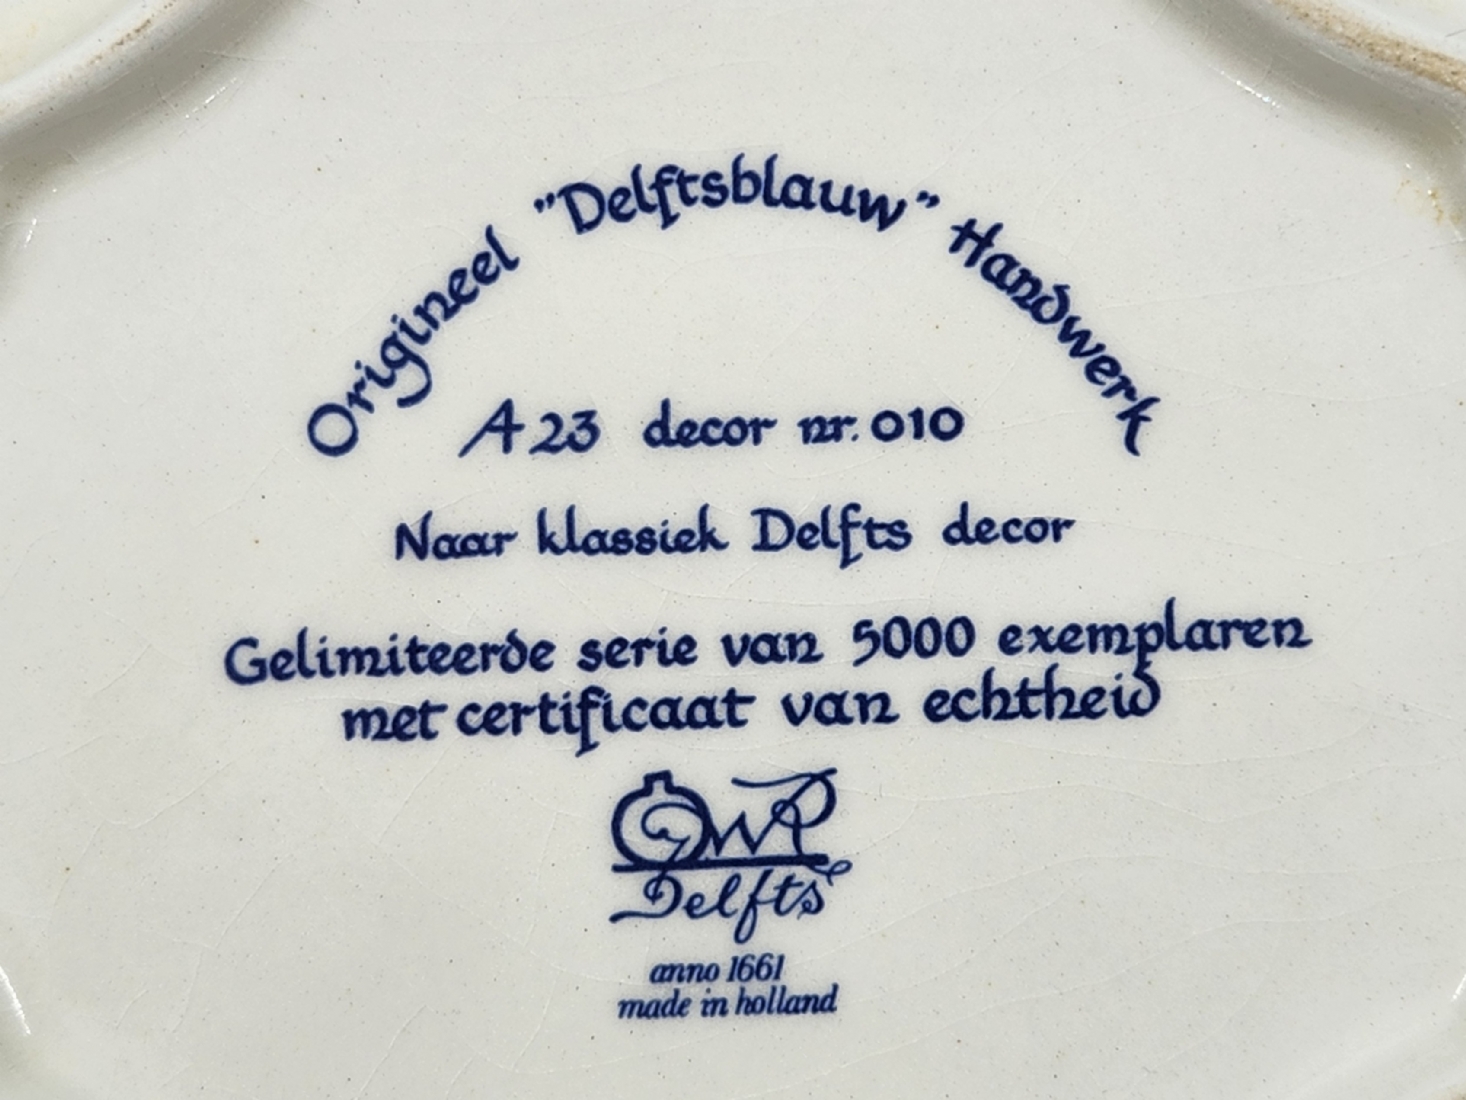 Origineel "Delftsblauw" Handwerk
A 23 decor nr. 010
Naar klassiek Delfts decor
Gelimiteerde serie van 5000 exemplaren
met certificaat van echtheid
Delfts
anno 1661
made in holland